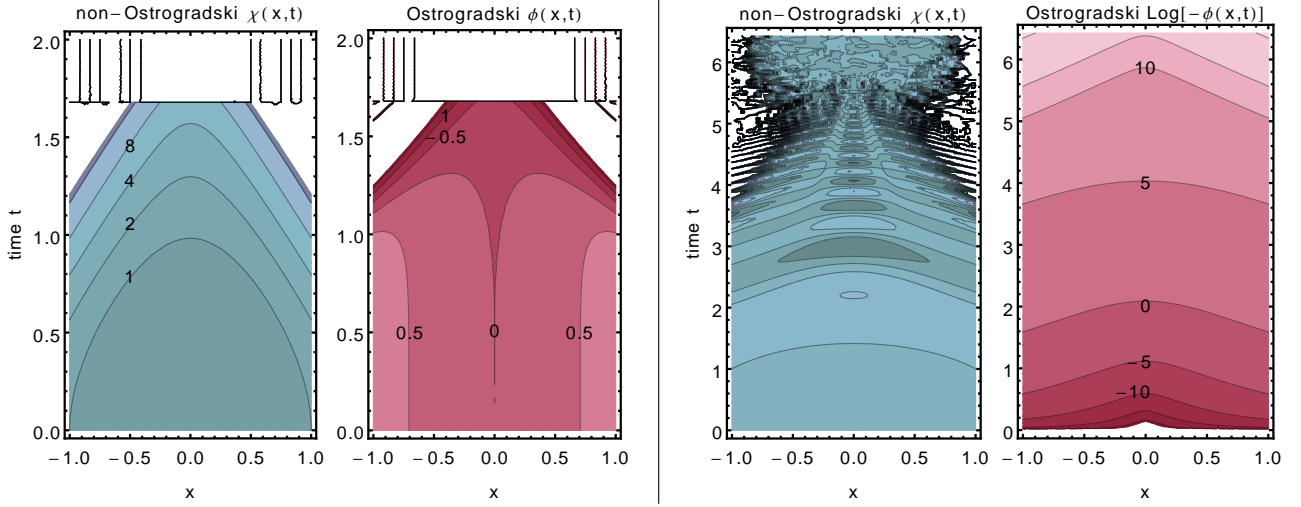 non−Ostrogradski χ(x,t)
2.0
1.5
1.0
0.5
0.0
time t
8
4
2
1
−1.0 −0.5 0.0 0.5 1.0
x
Ostrogradski ϕ(x,t)
2.0
1.5
1.0
0.5
0.0
1
−0.5
0.5 0 0.5
−1.0 −0.5 0.0 0.5 1.0
x
non−Ostrogradski χ(x,t)
6
5
4
3
2
1
0
time t
−1.0 −0.5 0.0 0.5 1.0
x
Ostrogradski Log[−ϕ(x,t)]
6
5
4
3
2
1
0
10
5
0
−5
−10
−1.0 −0.5 0.0 0.5 1.0
x